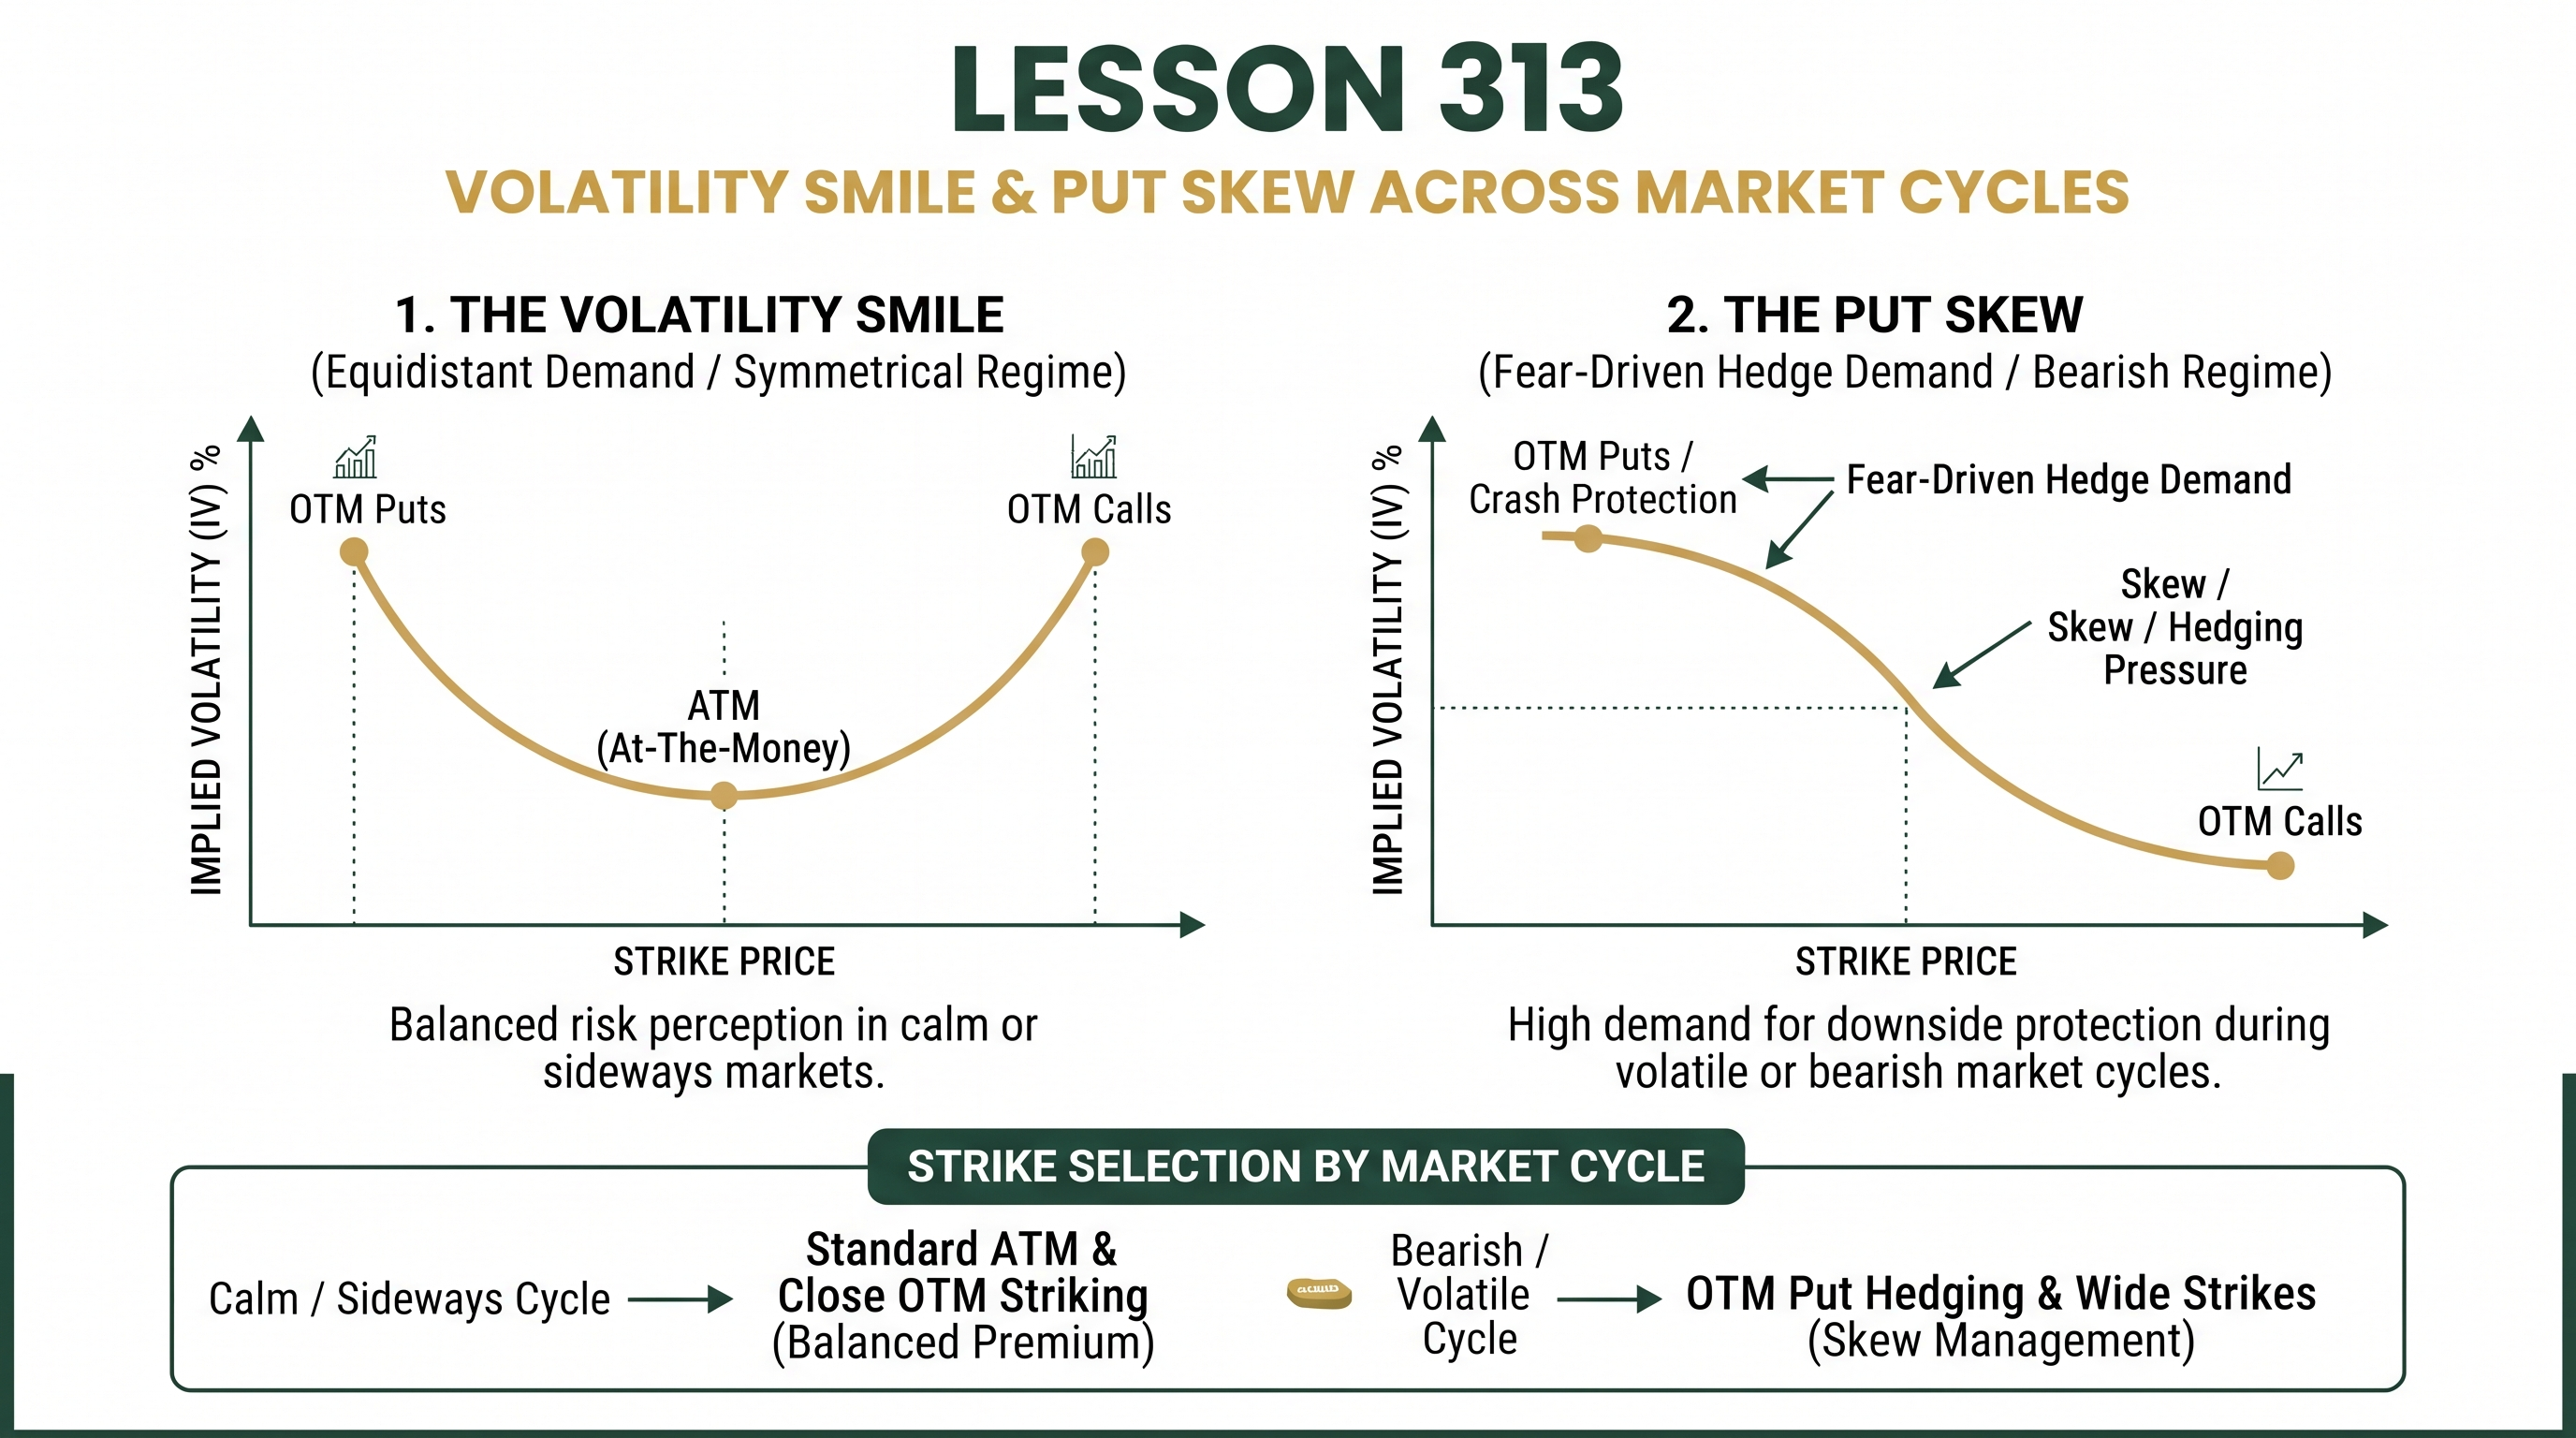 LESSON 313
VOLATILITY SMILE & PUT SKEW ACROSS MARKET CYCLES
1. THE VOLATILITY SMILE
(Equidistant Demand / Symmetrical Regime)
IMPLIED VOLATILITY (IV) %
OTM Puts
OTM Calls
ATM
(At-The-Money)
STRIKE PRICE
Balanced risk perception in calm or
sideways markets.
2. THE PUT SKEW
(Fear-Driven Hedge Demand / Bearish Regime)
IMPLIED VOLATILITY (IV) %
OTM Puts /
Crash Protection
Fear-Driven Hedge Demand
Skew /
Skew / Hedging
Pressure
OTM Calls
STRIKE PRICE
High demand for downside protection during
volatile or bearish market cycles.
STRIKE SELECTION BY MARKET CYCLE
Calm / Sideways Cycle
Standard ATM &
Close OTM Striking
(Balanced Premium)
Bearish /
Volatile
Cycle
OTM Put Hedging & Wide Strikes
(Skew Management)